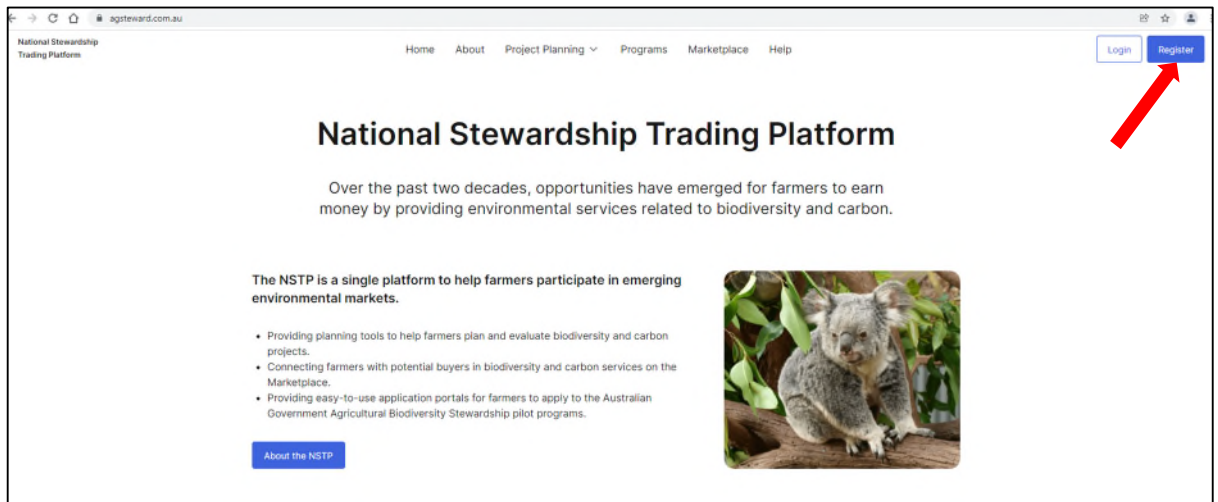 agsteward.com.au
National Stewardship
Trading Platform
Home About Project Planning Programs Marketplace Help
Login Register
National Stewardship Trading Platform
Over the past two decades, opportunities have emerged for farmers to earn
money by providing environmental services related to biodiversity and carbon.
The NSTP is a single platform to help farmers participate in emerging
environmental markets.
• Providing planning tools to help farmers plan and evaluate biodiversity and carbon
projects.
• Connecting farmers with potential buyers in biodiversity and carbon services on the
Marketplace.
• Providing easy-to-use application portals for farmers to apply to the Australian
Government Agricultural Biodiversity Stewardship pilot programs.
About the NSTP